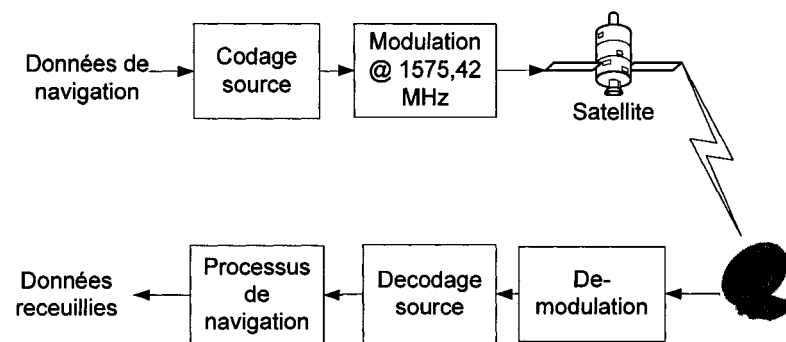 Données de
navigation
Codage
source
Modulation
@ 1575,42
MHz
Satellite
Données
receuillies
Processus
de
navigation
Decodage
source
De-
modulation